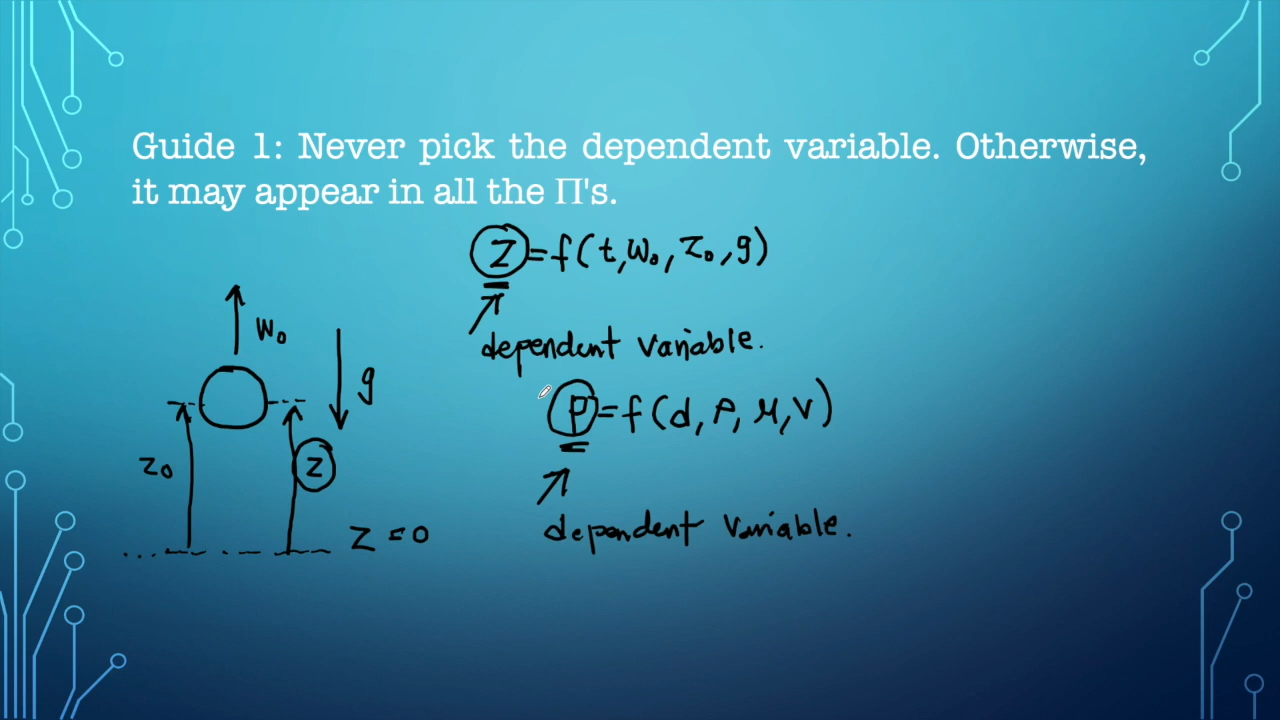 Guide 1: Never pick the dependent variable. Otherwise,
it may appear in all the Π's.
z = f(t, w₀, z₀, g)
dependent variable.
w₀
g
P = f(d, ρ, μ, V)
z₀
z
z = 0
dependent variable.